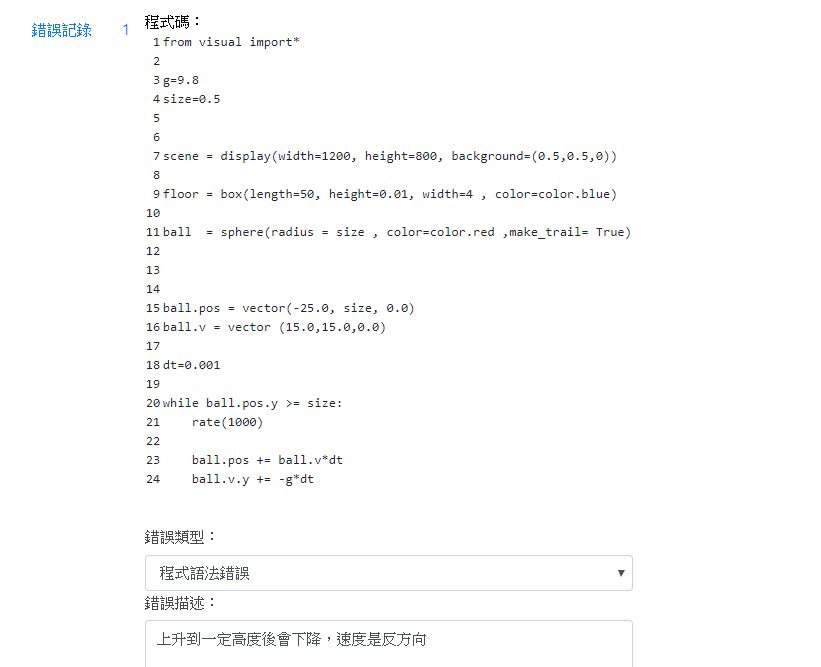 錯誤記錄 1 程式碼：
1 from visual import*
2
3 g=9.8
4 size=0.5
5
6
7 scene = display(width=1200, height=800, background=(0.5,0.5,0))
8
9 floor = box(length=50, height=0.01, width=4 , color=color.blue)
10
11 ball  = sphere(radius = size , color=color.red ,make_trail= True)
12
13
14
15 ball.pos = vector(-25.0, size, 0.0)
16 ball.v = vector (15.0,15.0,0.0)
17
18 dt=0.001
19
20 while ball.pos.y >= size:
21     rate(1000)
22
23     ball.pos += ball.v*dt
24     ball.v.y += -g*dt
錯誤類型：
程式語法錯誤
錯誤描述：
上升到一定高度後會下降，速度是反方向